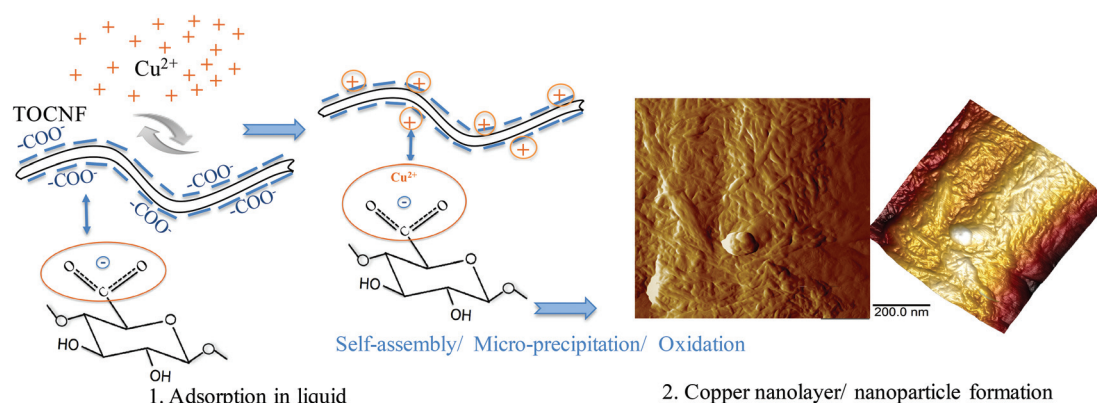 Cu²⁺
TOCNF
-COO⁻
-COO⁻
-COO⁻
-COO⁻
-COO⁻
O
O
C
O
O
HO
OH
O
1. Adsorption in liquid
Cu²⁺
O
O
C
O
O
HO
OH
O
Self-assembly/ Micro-precipitation/ Oxidation
200.0 nm
2. Copper nanolayer/ nanoparticle formation